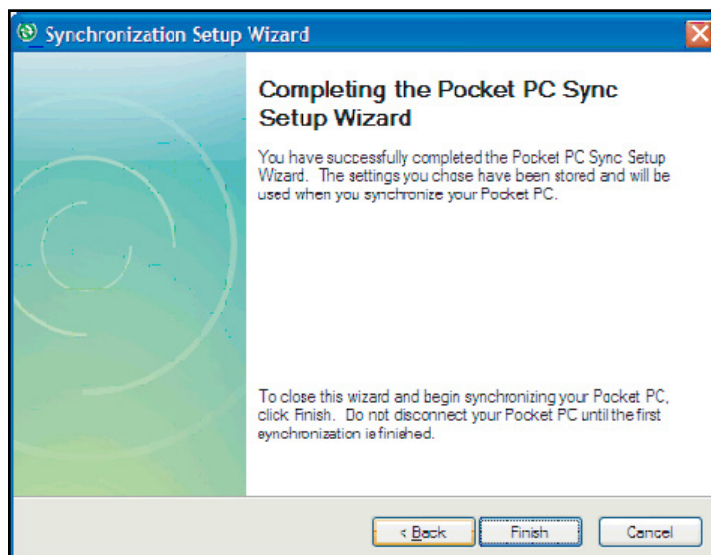 Synchronization Setup Wizard
Completing the Pocket PC Sync
Setup Wizard
You have successfully completed the Pocket PC Sync Setup
Wizard. The settings you chose have been stored and will be
used when you synchronize your Pocket PC.
To close this wizard and begin synchronizing your Pocket PC,
click Finish. Do not disconnect your Pocket PC until the first
synchronization is finished.
< Back Finish Cancel